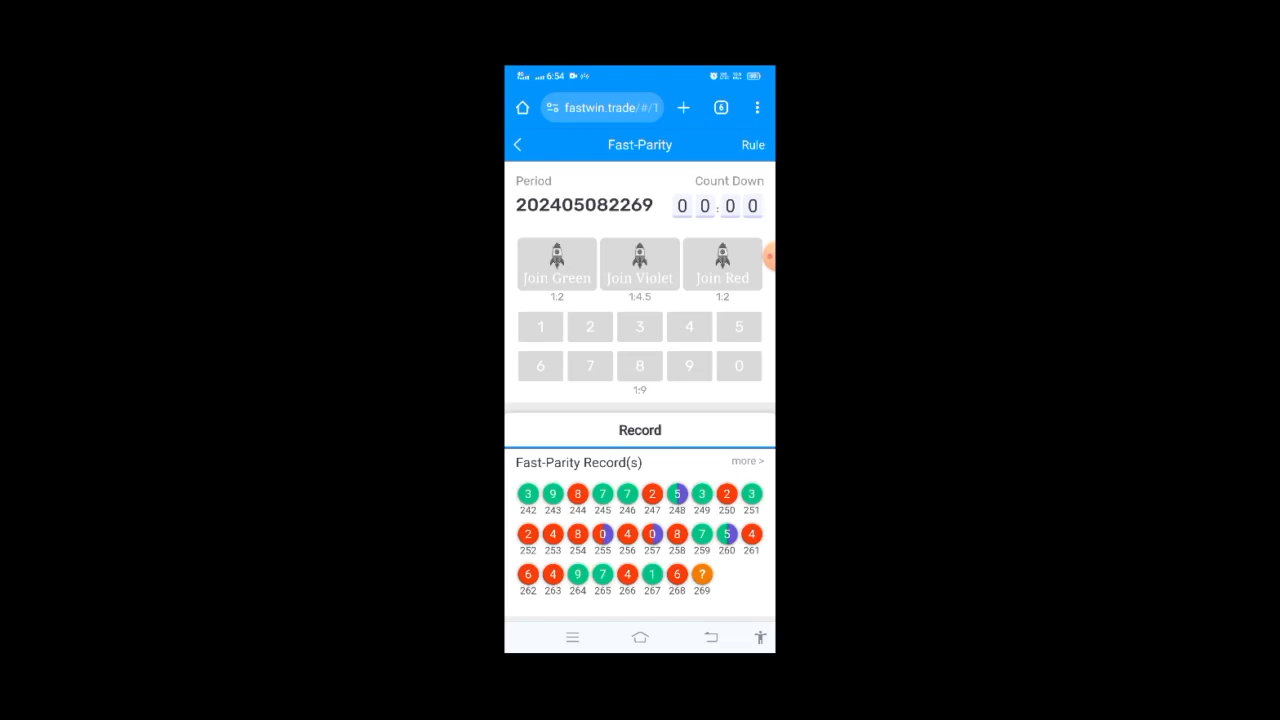 6:54
fastwin.trade/#/1
6
Fast-Parity
Rule
Period
Count Down
202405082269
0 0 : 0 0
Join Green Join Violet Join Red
1:2 1:4.5 1:2
1 2 3 4 5
6 7 8 9 0
1:9
Record
Fast-Parity Record(s)
more >
3 9 8 7 7 2 5 3 2 3
242 243 244 245 246 247 248 249 250 251
2 4 8 0 4 0 8 7 5 4
252 253 254 255 256 257 258 259 260 261
6 4 9 7 4 1 6 ?
262 263 264 265 266 267 268 269